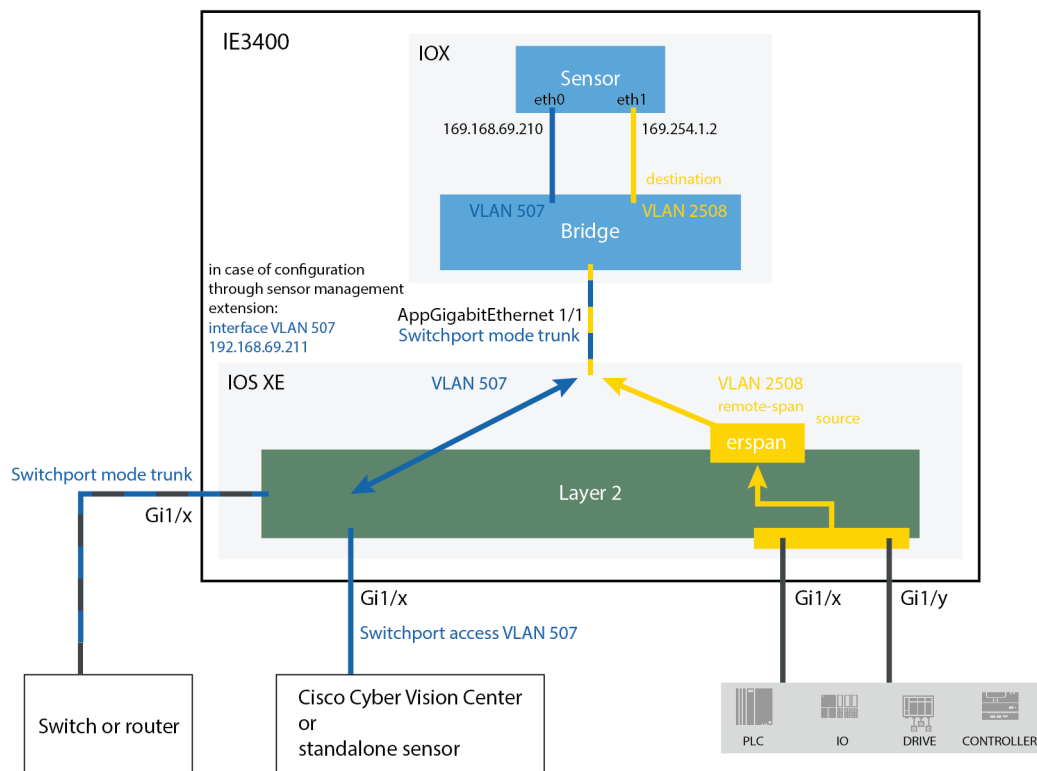 IE3400
IOX
Sensor
eth0
eth1
169.168.69.210
169.254.1.2
destination
VLAN 507
VLAN 2508
Bridge
in case of configuration
through sensor management
extension:
interface VLAN 507
192.168.69.211
AppGigabitEthernet 1/1
Switchport mode trunk
IOS XE
VLAN 507
VLAN 2508
remote-span
source
erspan
Switchport mode trunk
Gi1/x
Layer 2
Gi1/x
Switchport access VLAN 507
Gi1/x
Gi1/y
Switch or router
Cisco Cyber Vision Center
or
standalone sensor
PLC
IO
DRIVE
CONTROLLER